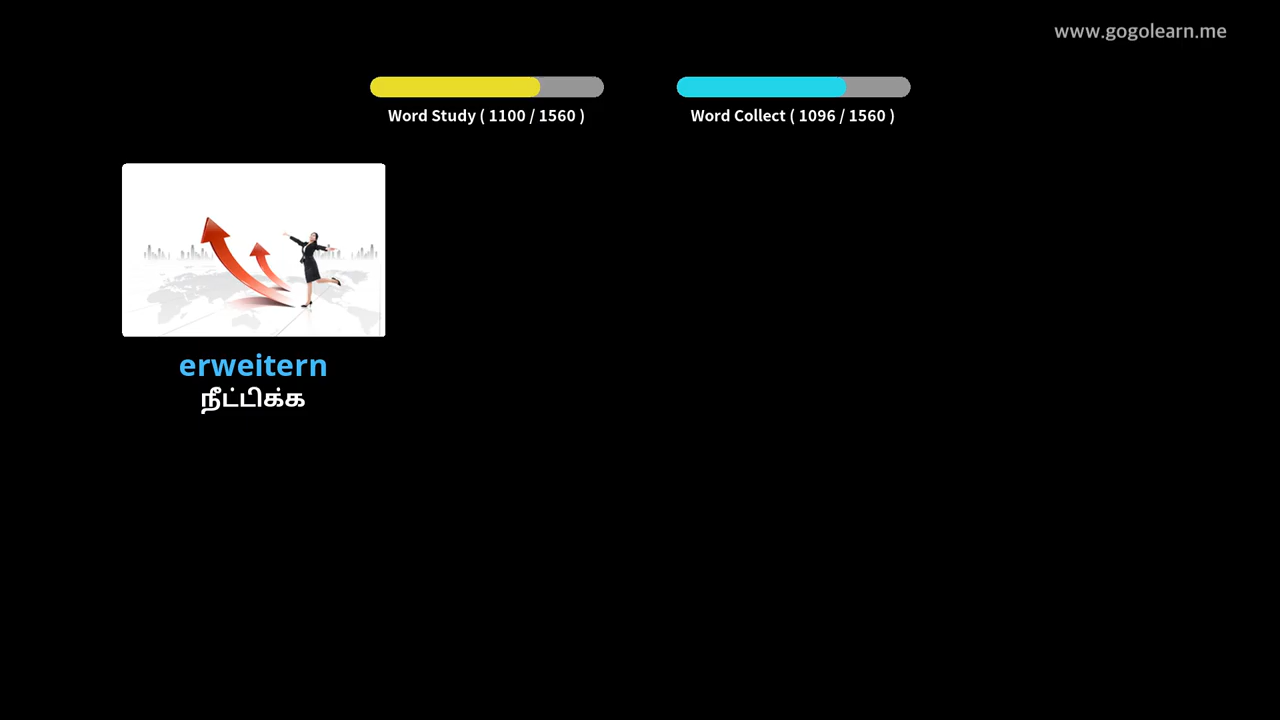 www.gogolearn.me
Word Study ( 1100 / 1560 )
Word Collect ( 1096 / 1560 )
erweitern
நீட்டிக்க